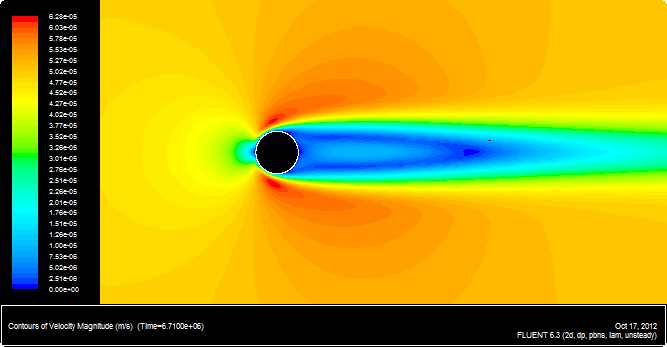 6.28e-05
6.03e-05
5.78e-05
5.53e-05
5.27e-05
5.02e-05
4.77e-05
4.52e-05
4.27e-05
4.02e-05
3.77e-05
3.52e-05
3.26e-05
3.01e-05
2.76e-05
2.51e-05
2.26e-05
2.01e-05
1.76e-05
1.51e-05
1.26e-05
1.00e-05
7.53e-06
5.02e-06
2.51e-06
0.00e+00
Contours of Velocity Magnitude (m/s) (Time=6.7100e+06)
Oct 17, 2012
FLUENT 6.3 (2d, dp, pbns, lam, unsteady)